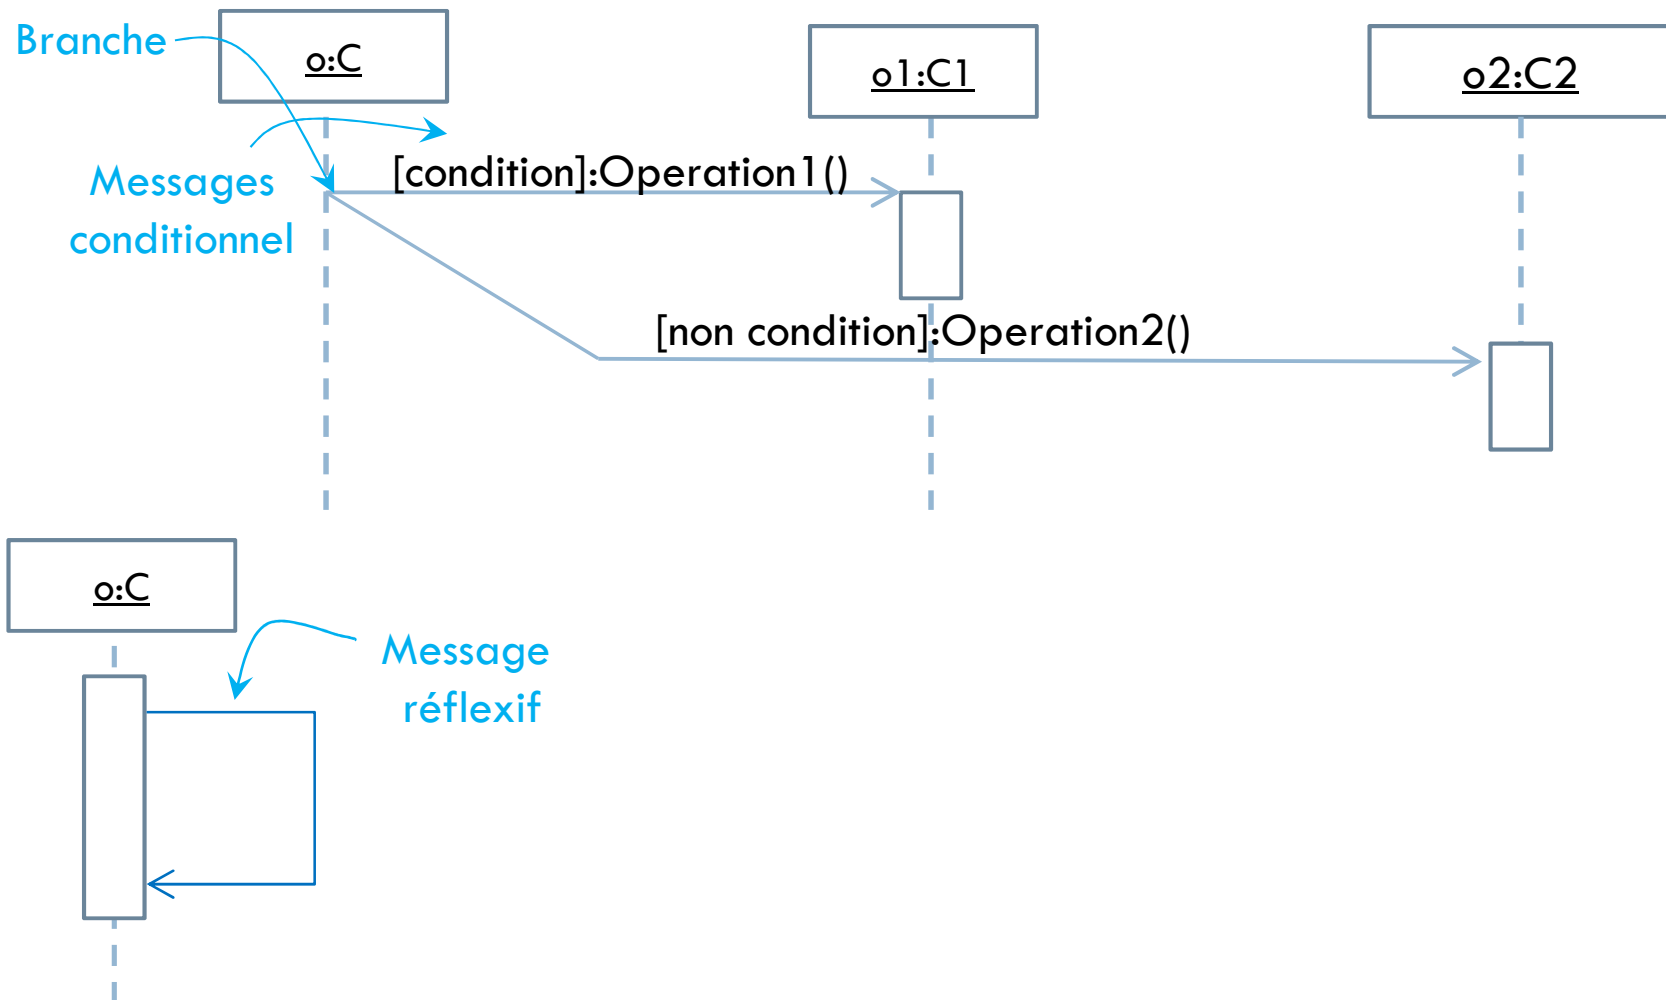 Branche
o:C
o1:C1
o2:C2
Messages
conditionnel
[condition]:Operation1()
[non condition]:Operation2()
o:C
Message
réflexif